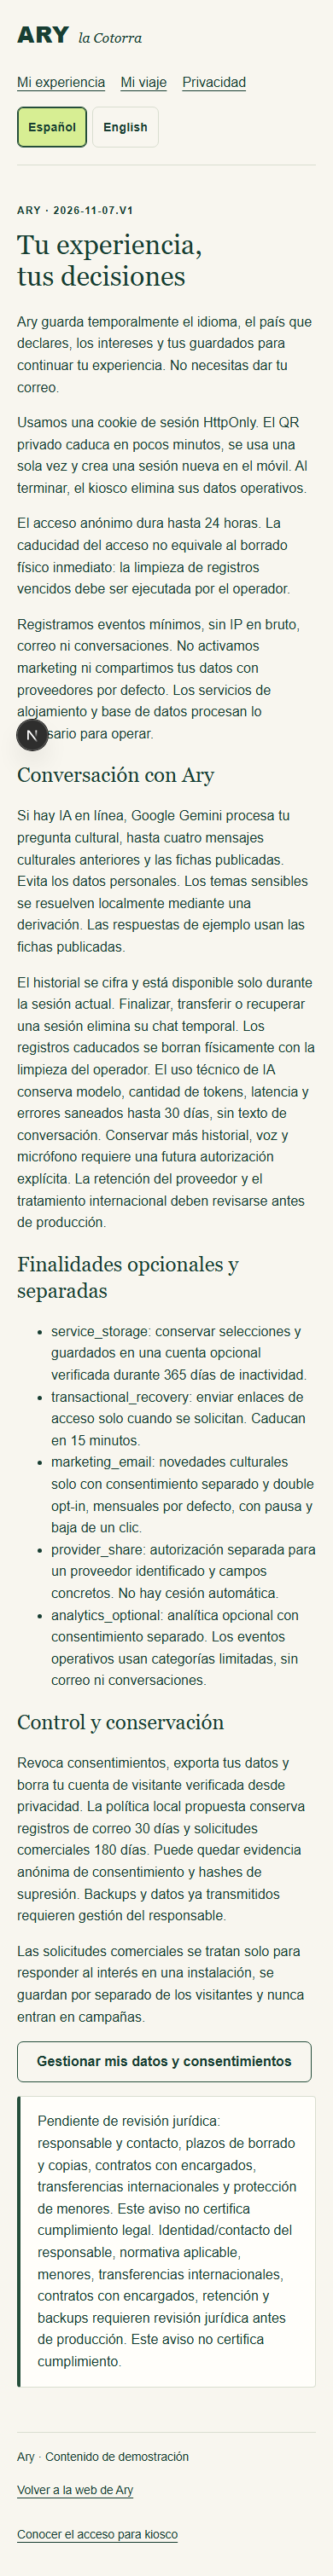 ARY la Cotorra
Mi experiencia Mi viaje Privacidad
Español English
ARY · 2026-11-07.V1
Tu experiencia,
tus decisiones
Ary guarda temporalmente el idioma, el país que
declares, los intereses y tus guardados para
continuar tu experiencia. No necesitas dar tu
correo.
Usamos una cookie de sesión HttpOnly. El QR
privado caduca en pocos minutos, se usa una
sola vez y crea una sesión nueva en el móvil. Al
terminar, el kiosco elimina sus datos operativos.
El acceso anónimo dura hasta 24 horas. La
caducidad del acceso no equivale al borrado
físico inmediato: la limpieza de registros
vencidos debe ser ejecutada por el operador.
Registramos eventos mínimos, sin IP en bruto,
correo ni conversaciones. No activamos
marketing ni compartimos tus datos con
proveedores por defecto. Los servicios de
alojamiento y base de datos procesan lo
N sario para operar.
Conversación con Ary
Si hay IA en línea, Google Gemini procesa tu
pregunta cultural, hasta cuatro mensajes
culturales anteriores y las fichas publicadas.
Evita los datos personales. Los temas sensibles
se resuelven localmente mediante una
derivación. Las respuestas de ejemplo usan las
fichas publicadas.
El historial se cifra y está disponible solo durante
la sesión actual. Finalizar, transferir o recuperar
una sesión elimina su chat temporal. Los
registros caducados se borran físicamente con la
limpieza del operador. El uso técnico de IA
conserva modelo, cantidad de tokens, latencia y
errores saneados hasta 30 días, sin texto de
conversación. Conservar más historial, voz y
micrófono requiere una futura autorización
explícita. La retención del proveedor y el
tratamiento internacional deben revisarse antes
de producción.
Finalidades opcionales y
separadas
• service_storage: conservar selecciones y
guardados en una cuenta opcional
verificada durante 365 días de inactividad.
• transactional_recovery: enviar enlaces de
acceso solo cuando se solicitan. Caducan
en 15 minutos.
• marketing_email: novedades culturales
solo con consentimiento separado y double
opt-in, mensuales por defecto, con pausa y
baja de un clic.
• provider_share: autorización separada para
un proveedor identificado y campos
concretos. No hay cesión automática.
• analytics_optional: analítica opcional con
consentimiento separado. Los eventos
operativos usan categorías limitadas, sin
correo ni conversaciones.
Control y conservación
Revoca consentimientos, exporta tus datos y
borra tu cuenta de visitante verificada desde
privacidad. La política local propuesta conserva
registros de correo 30 días y solicitudes
comerciales 180 días. Puede quedar evidencia
anónima de consentimiento y hashes de
supresión. Backups y datos ya transmitidos
requieren gestión del responsable.
Las solicitudes comerciales se tratan solo para
responder al interés en una instalación, se
guardan por separado de los visitantes y nunca
entran en campañas.
Gestionar mis datos y consentimientos
Pendiente de revisión jurídica:
responsable y contacto, plazos de borrado
y copias, contratos con encargados,
transferencias internacionales y protección
de menores. Este aviso no certifica
cumplimiento legal. Identidad/contacto del
responsable, normativa aplicable,
menores, transferencias internacionales,
contratos con encargados, retención y
backups requieren revisión jurídica antes
de producción. Este aviso no certifica
cumplimiento.
Ary · Contenido de demostración
Volver a la web de Ary
Conocer el acceso para kiosco